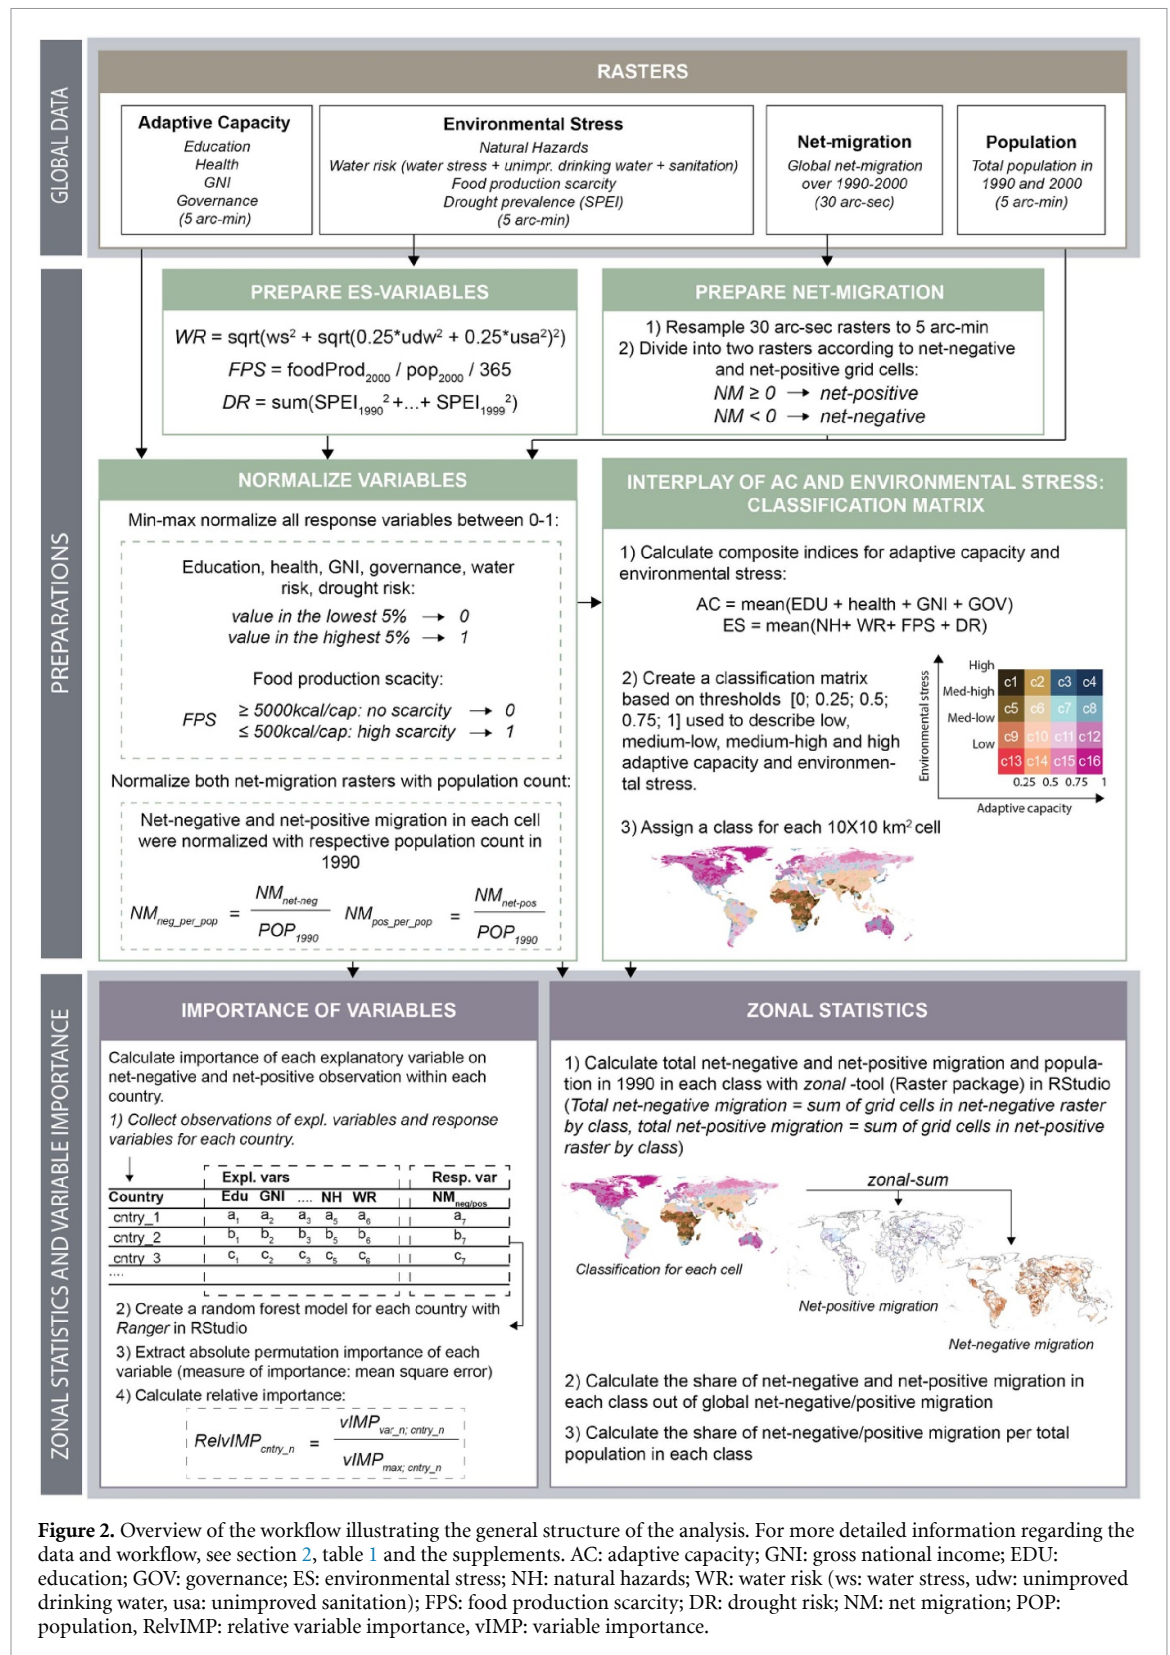 GLOBAL DATA
RASTERS
Adaptive Capacity
Education
Health
GNI
Governance
(5 arc-min)
Environmental Stress
Natural Hazards
Water risk (water stress + unimpr. drinking water + sanitation)
Food production scarcity
Drought prevalence (SPEI)
(5 arc-min)
Net-migration
Global net-migration
over 1990-2000
(30 arc-sec)
Population
Total population in
1990 and 2000
(5 arc-min)
PREPARATIONS
PREPARE ES-VARIABLES
WR = sqrt(ws² + sqrt(0.25*udw² + 0.25*usa²)²)
FPS = foodProd2000 / pop2000 / 365
DR = sum(SPEI1990² +...+ SPEI1999²)
PREPARE NET-MIGRATION
1) Resample 30 arc-sec rasters to 5 arc-min
2) Divide into two rasters according to net-negative
and net-positive grid cells:
NM ≥ 0 → net-positive
NM < 0 → net-negative
NORMALIZE VARIABLES
Min-max normalize all response variables between 0-1:
Education, health, GNI, governance, water
risk, drought risk:
value in the lowest 5% → 0
value in the highest 5% → 1
Food production scacity:
FPS
≥ 5000kcal/cap: no scarcity → 0
≤ 500kcal/cap: high scarcity → 1
Normalize both net-migration rasters with population count:
Net-negative and net-positive migration in each cell
were normalized with respective population count in
1990
NMneg_per_pop = NMnet-neg / POP1990 NMpos_per_pop = NMnet-pos / POP1990
INTERPLAY OF AC AND ENVIRONMENTAL STRESS:
CLASSIFICATION MATRIX
1) Calculate composite indices for adaptive capacity and
environmental stress:
AC = mean(EDU + health + GNI + GOV)
ES = mean(NH+ WR+ FPS + DR)
2) Create a classification matrix
based on thresholds [0; 0.25; 0.5;
0.75; 1] used to describe low,
medium-low, medium-high and high
adaptive capacity and environmen-
tal stress.
Environmental stress
High
Med-high
Med-low
Low
c1 c2 c3 c4
c5 c6 c7 c8
c9 c10 c11 c12
c13 c14 c15 c16
0.25 0.5 0.75 1
Adaptive capacity
3) Assign a class for each 10X10 km² cell
ZONAL STATISTICS AND VARIABLE IMPORTANCE
IMPORTANCE OF VARIABLES
Calculate importance of each explanatory variable on
net-negative and net-positive observation within each
country.
1) Collect observations of expl. variables and response
variables for each country.
Expl. vars Resp. var
Country Edu GNI .... NH WR NMneg/pos
cntry_1 a1 a2 a3 a5 a6 a7
cntry_2 b1 b2 b3 b5 b6 b7
cntry_3 c1 c2 c3 c5 c6 c7
....
2) Create a random forest model for each country with
Ranger in RStudio
3) Extract absolute permutation importance of each
variable (measure of importance: mean square error)
4) Calculate relative importance:
RelvIMPcntry_n = vIMPvar_n; cntry_n / vIMPmax; cntry_n
ZONAL STATISTICS
1) Calculate total net-negative and net-positive migration and popula-
tion in 1990 in each class with zonal -tool (Raster package) in RStudio
(Total net-negative migration = sum of grid cells in net-negative raster
by class, total net-positive migration = sum of grid cells in net-positive
raster by class)
zonal-sum
Classification for each cell
Net-positive migration
Net-negative migration
2) Calculate the share of net-negative and net-positive migration in
each class out of global net-negative/positive migration
3) Calculate the share of net-negative/positive migration per total
population in each class
Figure 2. Overview of the workflow illustrating the general structure of the analysis. For more detailed information regarding the
data and workflow, see section 2, table 1 and the supplements. AC: adaptive capacity; GNI: gross national income; EDU:
education; GOV: governance; ES: environmental stress; NH: natural hazards; WR: water risk (ws: water stress, udw: unimproved
drinking water, usa: unimproved sanitation); FPS: food production scarcity; DR: drought risk; NM: net migration; POP:
population, RelvIMP: relative variable importance, vIMP: variable importance.